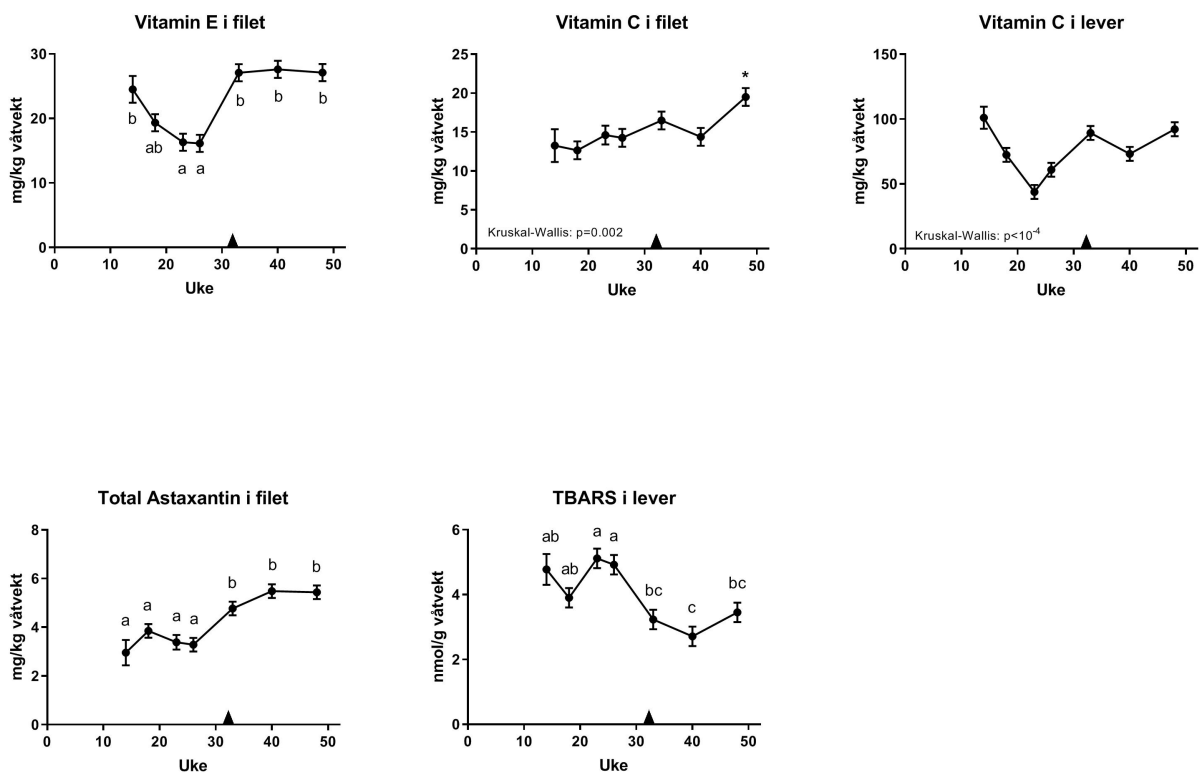 Vitamin E i filet
30
20
10
0
mg/kg våtvekt
b
ab
a
a
b
b
b
0 10 20 30 40 50
Uke
Vitamin C i filet
25
20
15
10
5
0
mg/kg våtvekt
*
Kruskal-Wallis: p=0.002
0 10 20 30 40 50
Uke
Vitamin C i lever
150
100
50
0
mg/kg våtvekt
Kruskal-Wallis: p<10⁻⁴
0 10 20 30 40 50
Uke
Total Astaxantin i filet
8
6
4
2
0
mg/kg våtvekt
a
a
a
a
b
b
b
0 10 20 30 40 50
Uke
TBARS i lever
6
4
2
0
nmol/g våtvekt
ab
ab
a
a
bc
c
bc
0 10 20 30 40 50
Uke